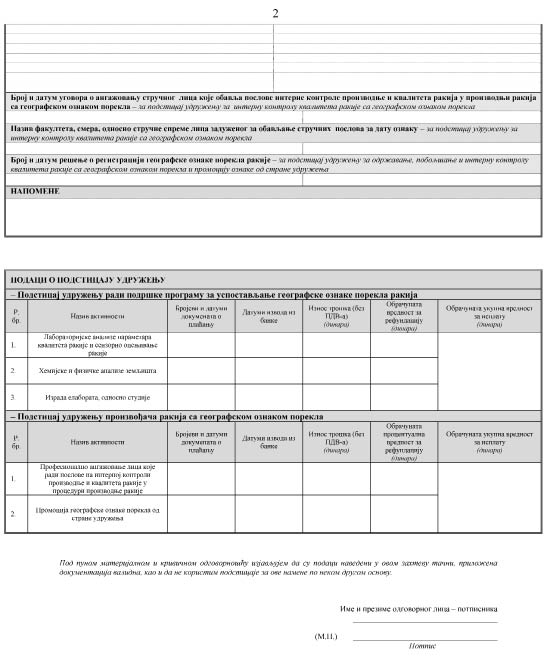 2
Број и датум уговора о ангажовању стручног лица које обавља послове интерне контроле производње и квалитета ракија у производњи ракија
са географском ознаком порекла – за подстицај удружењу за интерну контролу квалитета ракије са географском ознаком порекла
Назив факултета, смера, односно стручне спреме лица задуженог за обављање стручних послова за дату ознаку – за подстицај удружењу за
интерну контролу квалитета ракије са географском ознаком порекла
Број и датум решење о регистрацији географске ознаке порекла ракије – за подстицај удружењу за одржавање, побољшање и интерну контролу
квалитета ракије са географском ознаком порекла и промоцију ознаке од стране удружења
НАПОМЕНЕ
ПОДАЦИ О ПОДСТИЦАЈУ УДРУЖЕЊУ
– Подстицај удружењу ради подршке програму за успостављање географске ознаке порекла ракија
Р. бр. Назив активности Бројеви и датуми документа о плаћању Датуми извода из банке Износ трошка (без ПДВ-а) (динара) Обрачуната вредност за рефундацију (динара) Обрачуната укупна вредност за исплату (динара)
1. Лабораторијске анализе параметара
квалитета ракије и сензорно оцењивање
ракије
2. Хемијске и физичке анализе земљишта
3. Израда елабората, односно студије
– Подстицај удружењу произвођача ракија са географском ознаком порекла
Р. бр. Назив активности Бројеви и датуми документа о плаћању Датуми извода из банке Износ трошка (без ПДВ-а) (динара) Обрачуната процентуална вредност за рефундацију (динара) Обрачуната укупна вредност за исплату (динара)
1. Професионално ангажовање лица које
ради послове на интерној контроли
производње и квалитета ракије у
процедури производње ракије
2. Промоција географске ознаке порекла од
стране удружења
Под пуном материјалном и кривичном одговорношћу изјављујем да су подаци наведени у овом захтеву тачни, приложена
документација валидна, као и да не користим подстицаје за ове намене по неком другом основу.
Име и презиме одговорног лица – потписника
(М.П.)
Потпис